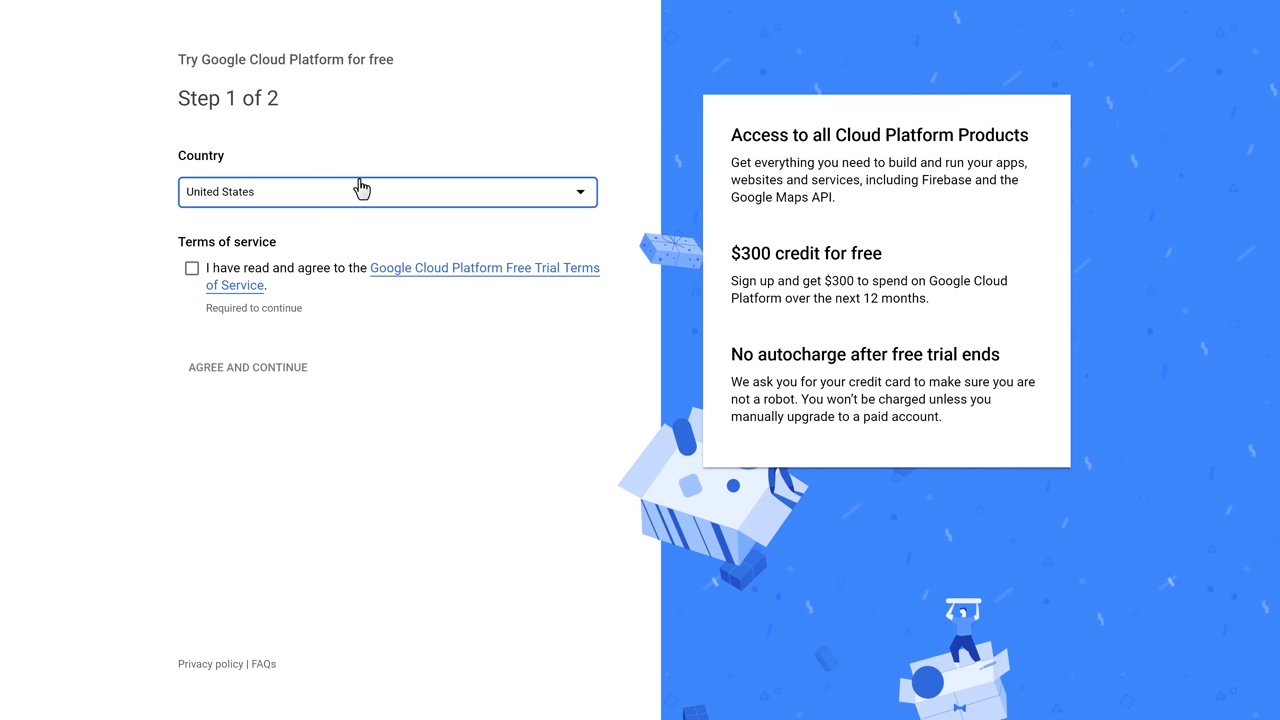 Try Google Cloud Platform for free
Step 1 of 2
Country
United States
Terms of service
I have read and agree to the Google Cloud Platform Free Trial Terms
of Service.
Required to continue
AGREE AND CONTINUE
Privacy policy | FAQs
Access to all Cloud Platform Products
Get everything you need to build and run your apps,
websites and services, including Firebase and the
Google Maps API.
$300 credit for free
Sign up and get $300 to spend on Google Cloud
Platform over the next 12 months.
No autocharge after free trial ends
We ask you for your credit card to make sure you are
not a robot. You won’t be charged unless you
manually upgrade to a paid account.